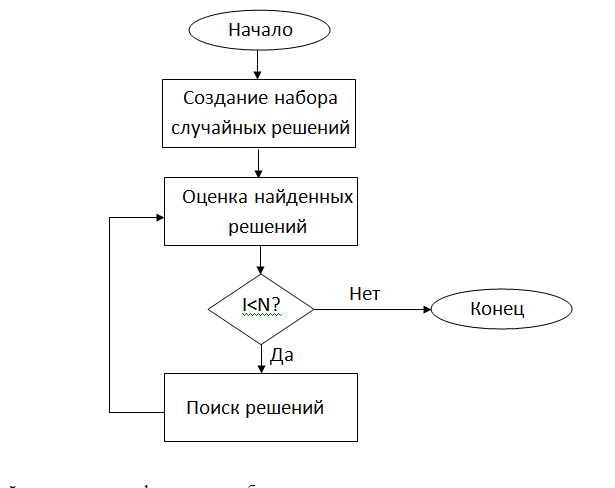 Начало
Создание набора
случайных решений
Оценка найденных
решений
I<N?
Нет
Конец
Да
Поиск решений